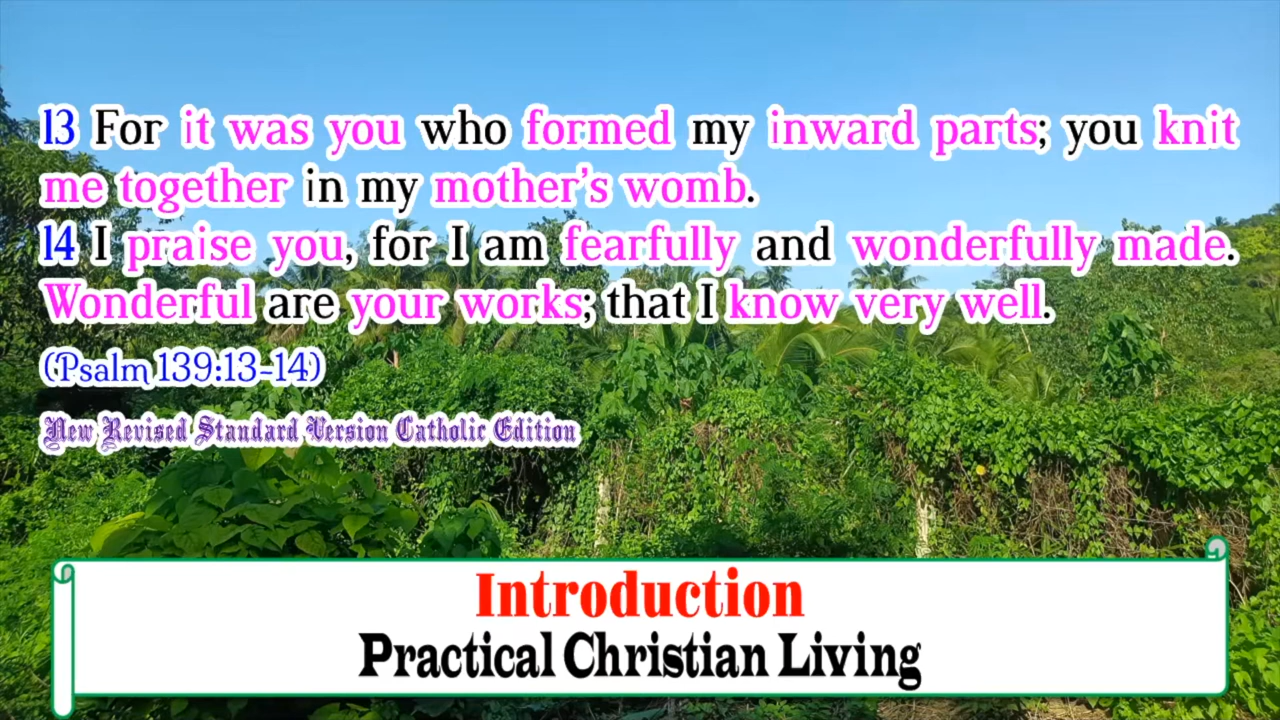 13 For it was you who formed my inward parts; you knit
me together in my mother's womb.
14 I praise you, for I am fearfully and wonderfully made.
Wonderful are your works; that I know very well.
(Psalm 139:13-14)
New Revised Standard Version Catholic Edition
Introduction
Practical Christian Living